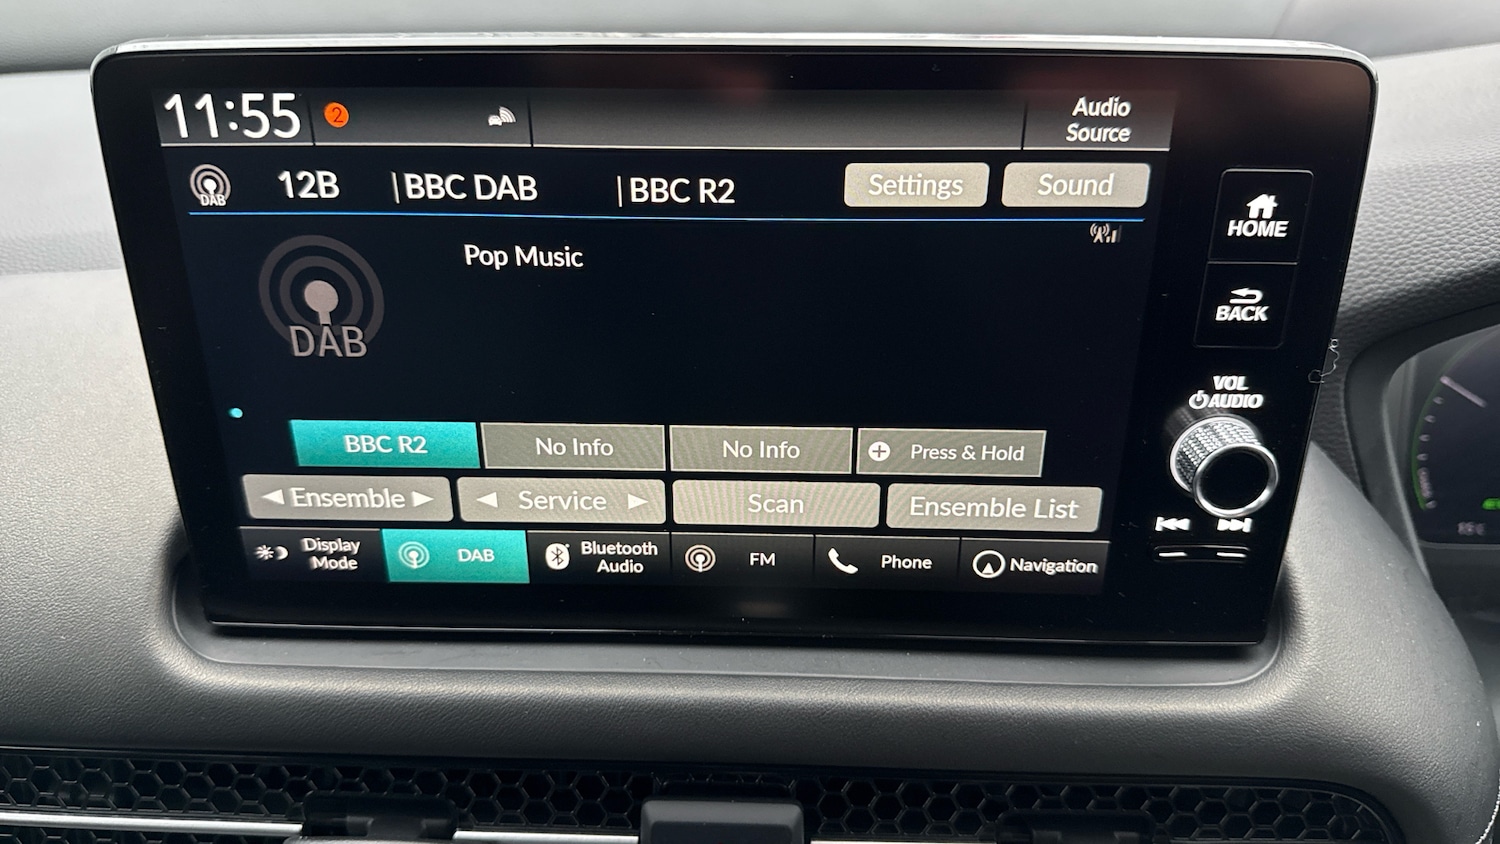 11:55
2
Audio
Source
DAB
12B
|BBC DAB
|BBC R2
Settings
Sound
HOME
Pop Music
DAB
BACK
VOL
AUDIO
BBC R2
No Info
No Info
Press & Hold
Ensemble
Service
Scan
Ensemble List
Display
Mode
DAB
Bluetooth
Audio
FM
Phone
Navigation